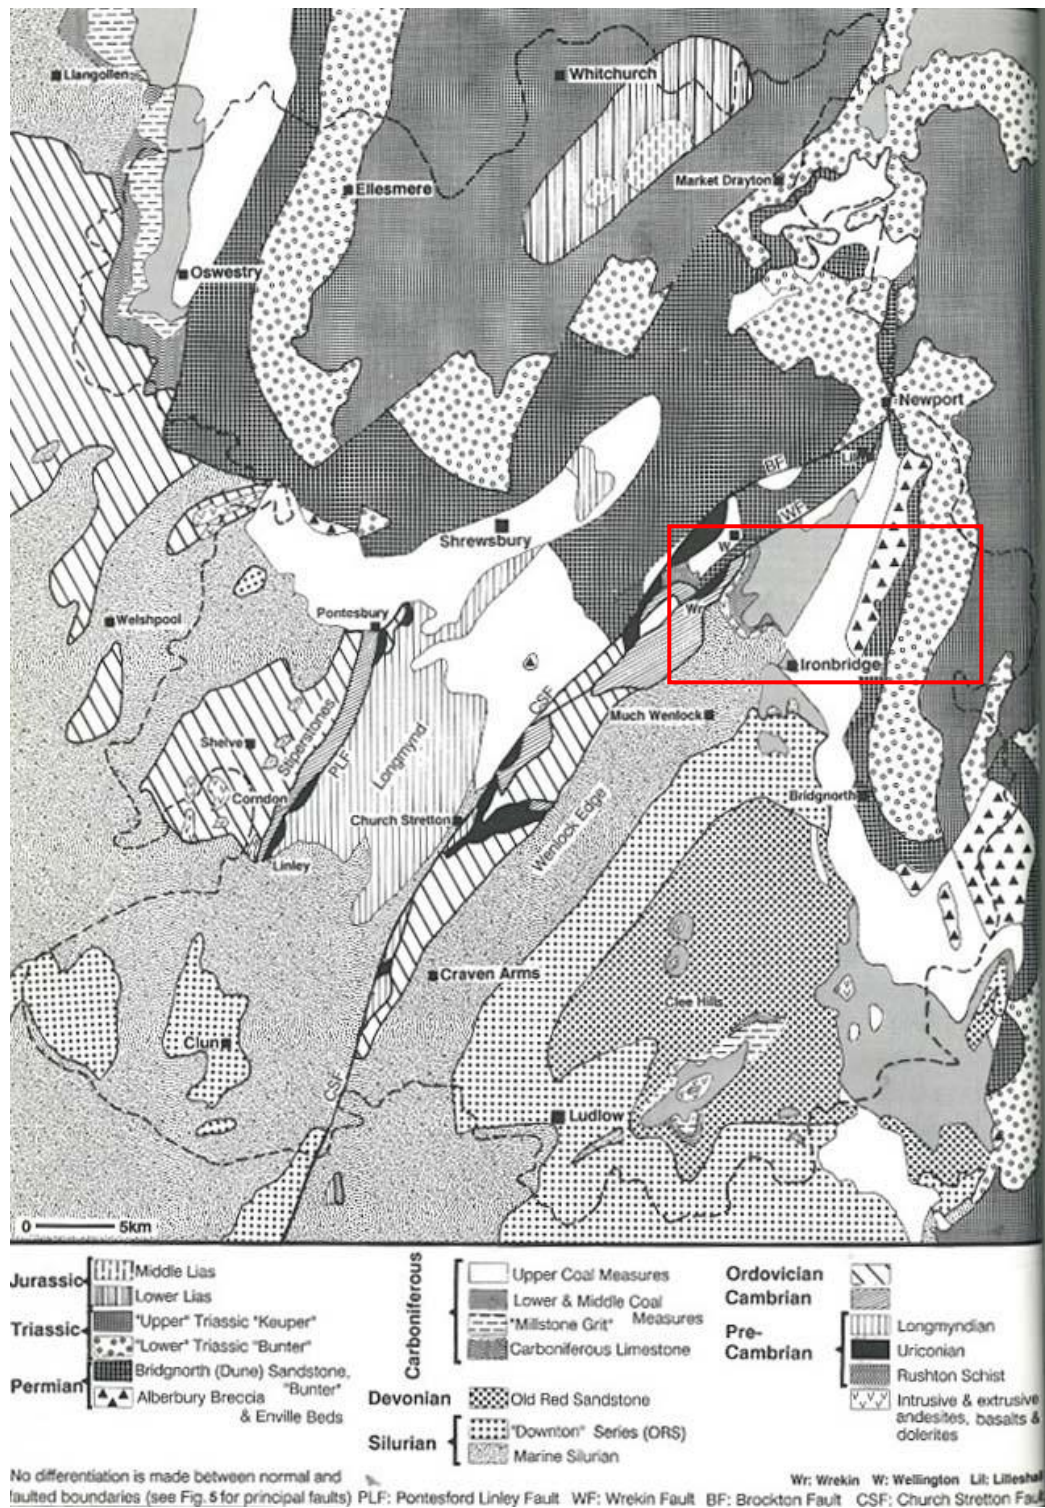 Llangollen
Whitchurch
Market Drayton
Ellesmere
Oswestry
Newport
BF
Lil
WF
Shrewsbury
W
Wr
Pontesbury
Welshpool
Ironbridge
CSF
Much Wenlock
Stiperstones
PLF
Longmynd
Shelve
Corndon
Bridgnorth
Church Stretton
Wenlock Edge
Linley
Craven Arms
Clee Hills
Clun
CSF
Ludlow
0 5km
Jurassic
Middle Lias
Lower Lias
Triassic
"Upper" Triassic "Keuper"
"Lower" Triassic "Bunter"
Permian
Bridgnorth (Dune) Sandstone,
"Bunter"
Alberbury Breccia
& Enville Beds
Carboniferous
Upper Coal Measures
Lower & Middle Coal
Measures
"Millstone Grit"
Carboniferous Limestone
Devonian
Old Red Sandstone
Silurian
"Downton" Series (ORS)
Marine Silurian
Ordovician
Cambrian
Pre-
Cambrian
Longmyndian
Uriconian
Rushton Schist
Intrusive & extrusive
andesites, basalts &
dolerites
No differentiation is made between normal and
faulted boundaries (see Fig. 5 for principal faults)
Wr: Wrekin W: Wellington Lil: Lilleshal
PLF: Pontesford Linley Fault WF: Wrekin Fault BF: Brockton Fault CSF: Church Stretton Fau